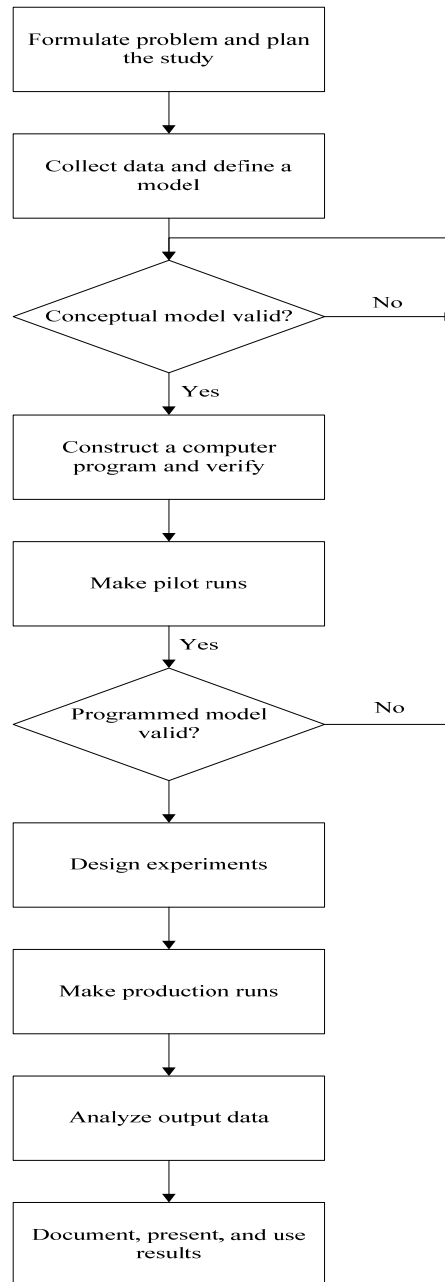 Formulate problem and plan
the study
Collect data and define a
model
Conceptual model valid?
No
Yes
Construct a computer
program and verify
Make pilot runs
Yes
Programmed model
valid?
No
Design experiments
Make production runs
Analyze output data
Document, present, and use
results